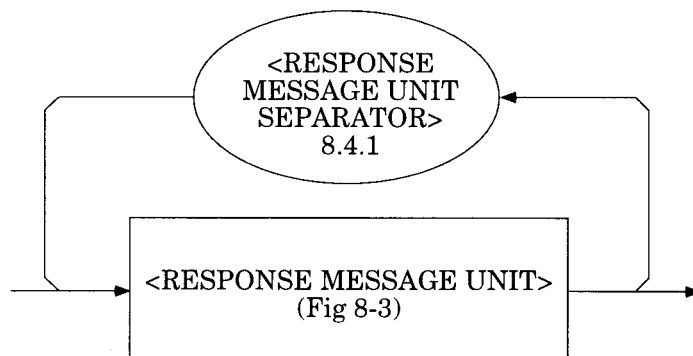 <RESPONSE
MESSAGE UNIT
SEPARATOR>
8.4.1
<RESPONSE MESSAGE UNIT>
(Fig 8-3)